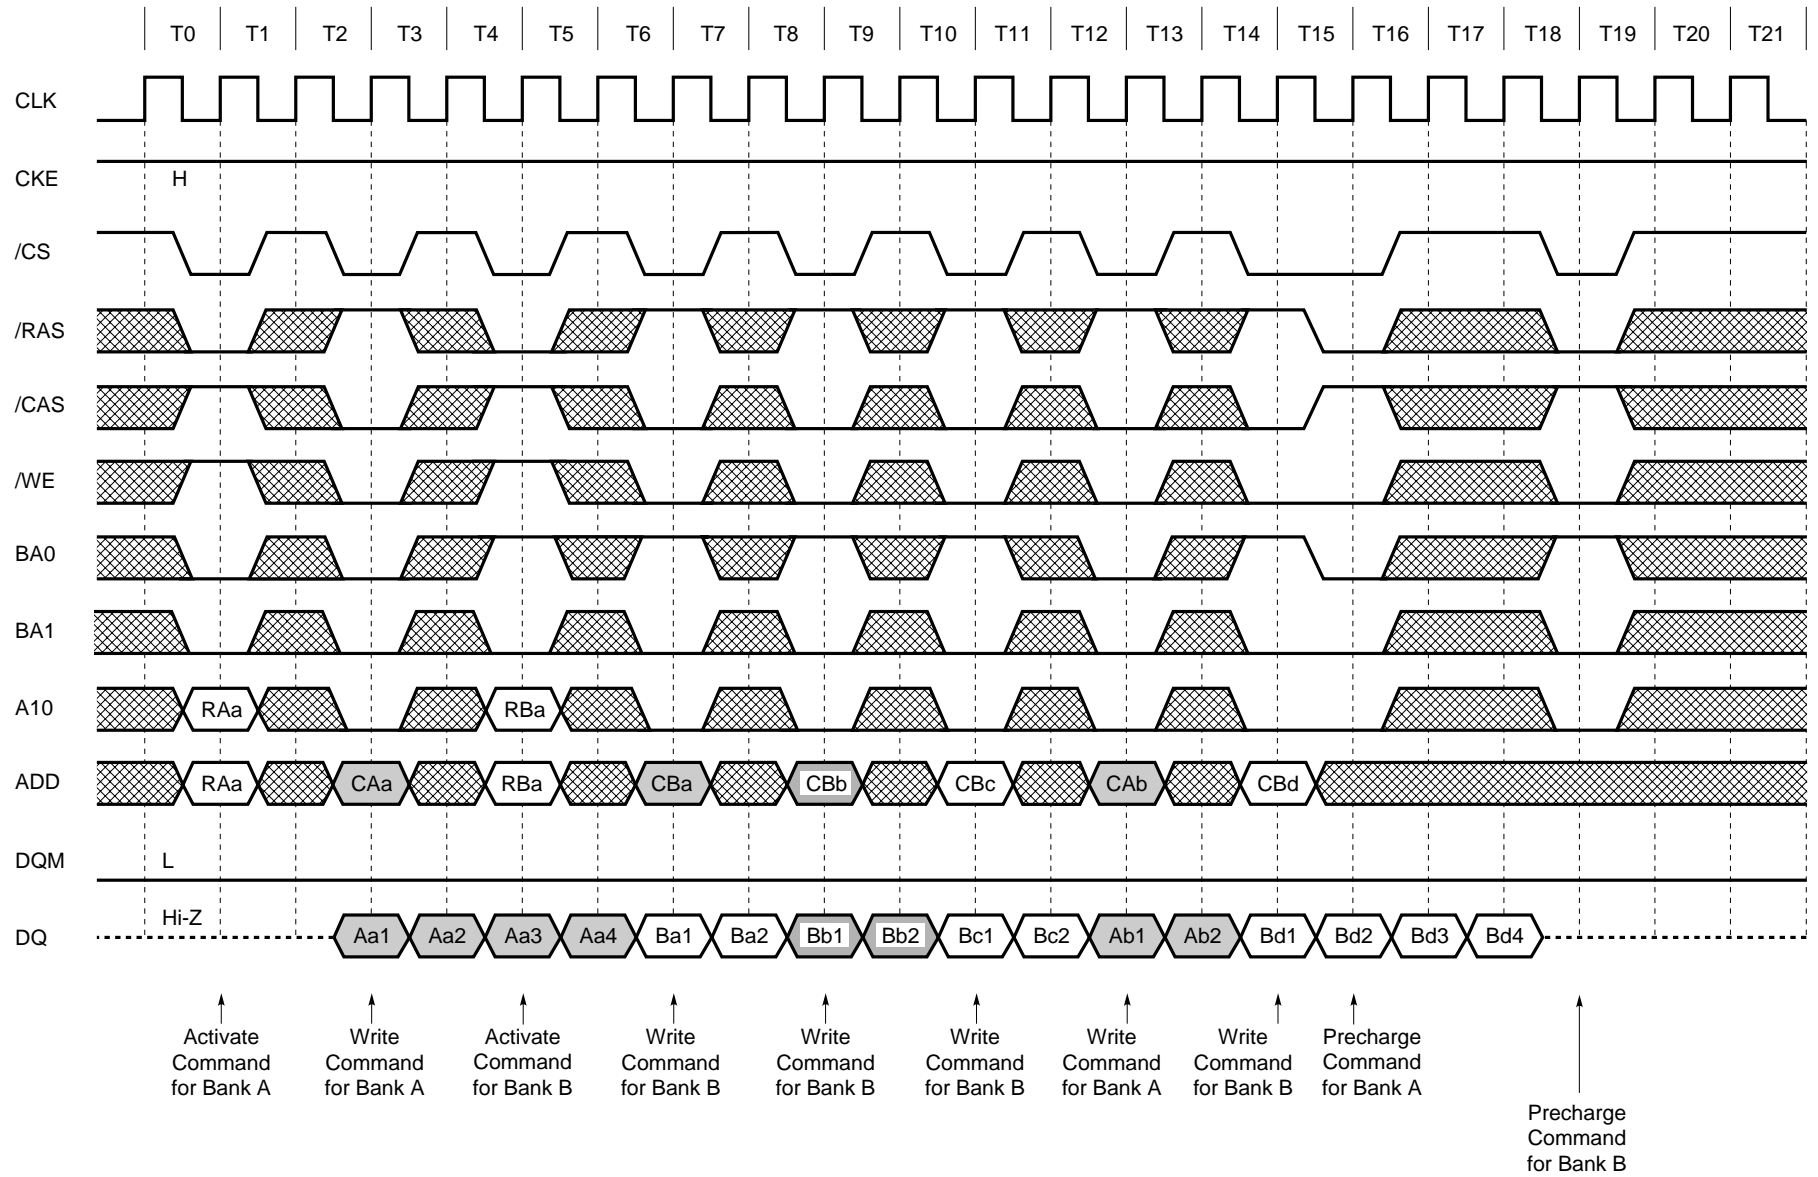 T0 T1 T2 T3 T4 T5 T6 T7 T8 T9 T10 T11 T12 T13 T14 T15 T16 T17 T18 T19 T20 T21
CLK
CKE H
/CS
/RAS
/CAS
/WE
BA0
BA1
A10 RAa RBa
ADD RAa CAa RBa CBa CBb CBc CAb CBd
DQM L
Hi-Z
DQ Aa1 Aa2 Aa3 Aa4 Ba1 Ba2 Bb1 Bb2 Bc1 Bc2 Ab1 Ab2 Bd1 Bd2 Bd3 Bd4
Activate
Command
for Bank A
Write
Command
for Bank A
Activate
Command
for Bank B
Write
Command
for Bank B
Write
Command
for Bank B
Write
Command
for Bank B
Write
Command
for Bank A
Write
Command
for Bank B
Precharge
Command
for Bank A
Precharge
Command
for Bank B